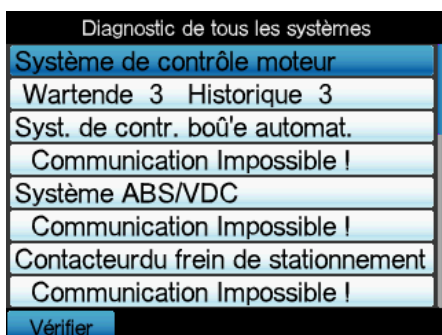 Diagnostic de tous les systèmes
Système de contrôle moteur
Wartende 3 Historique 3
Syst. de contr. boû'e automat.
Communication Impossible !
Système ABS/VDC
Communication Impossible !
Contacteurdu frein de stationnement
Communication Impossible !
Vérifier